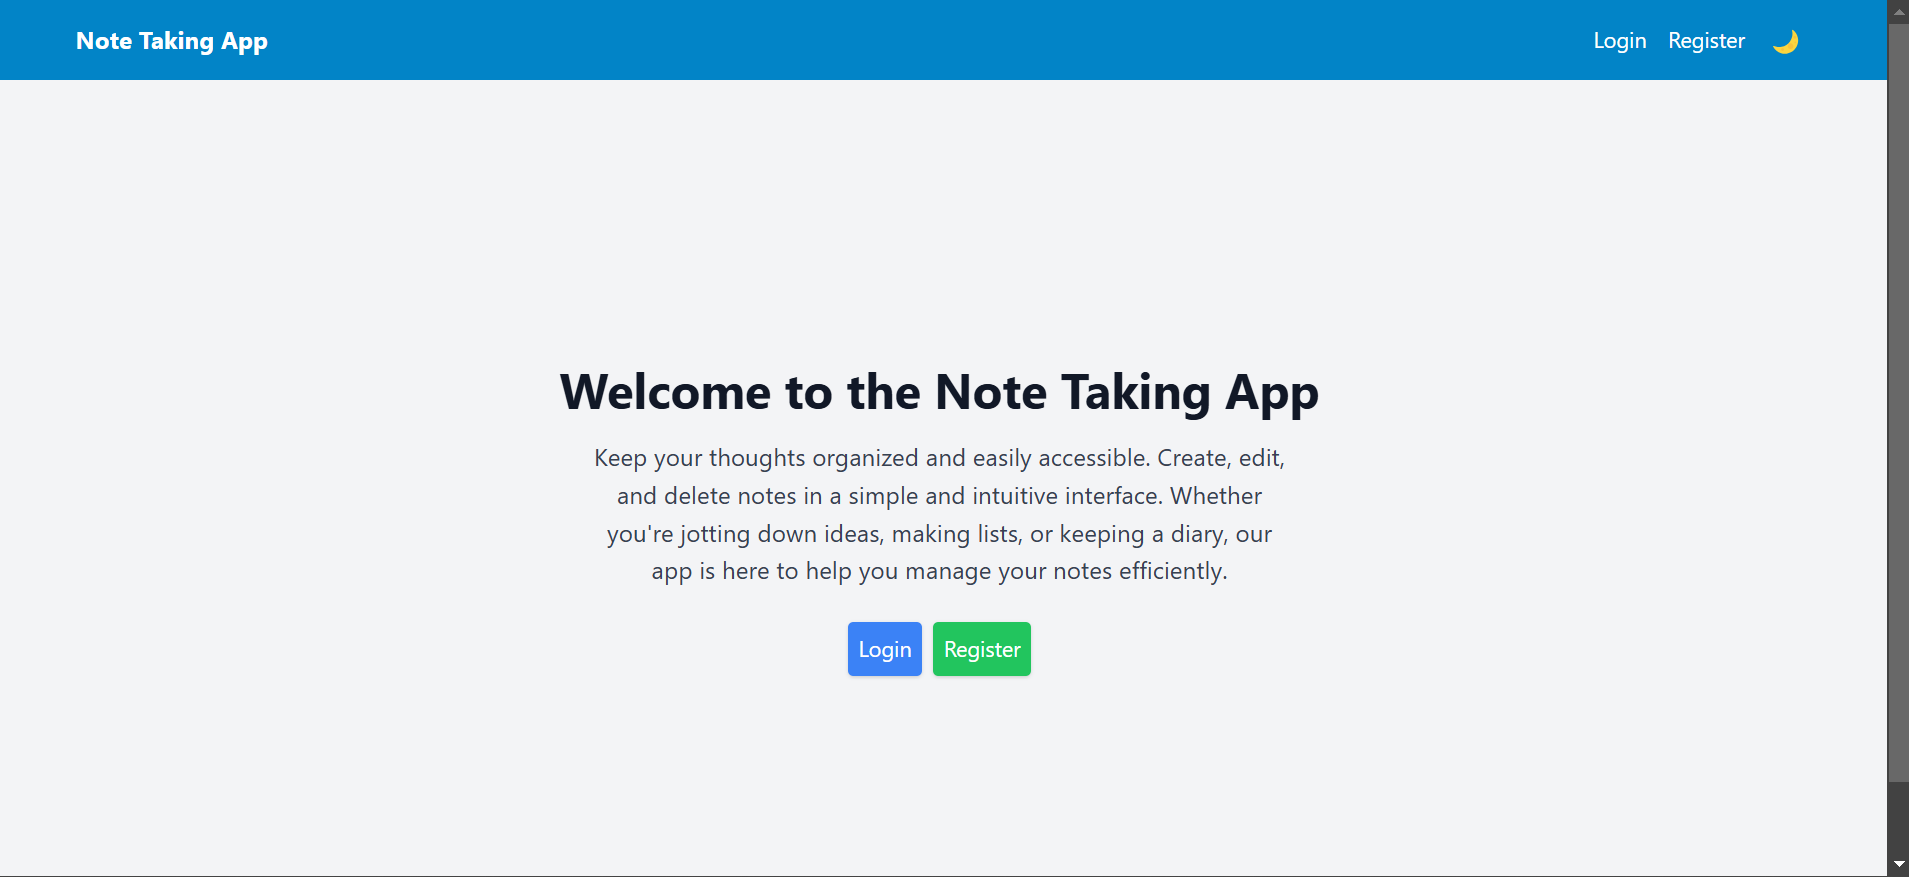 Note Taking App
Login Register
Welcome to the Note Taking App
Keep your thoughts organized and easily accessible. Create, edit,
and delete notes in a simple and intuitive interface. Whether
you're jotting down ideas, making lists, or keeping a diary, our
app is here to help you manage your notes efficiently.
Login Register